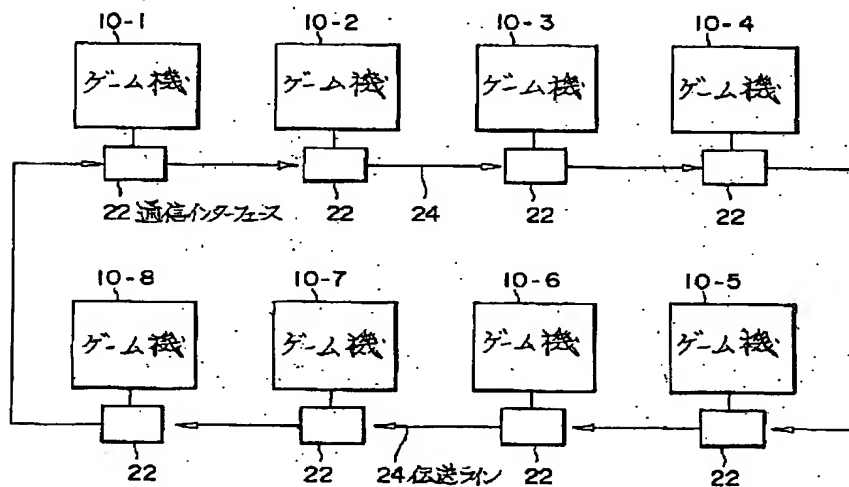 10-1 10-2 10-3 10-4
ゲーム機 ゲーム機 ゲーム機 ゲーム機
22 通信インターフェース 22 24 22 22
10-8 10-7 10-6 10-5
ゲーム機 ゲーム機 ゲーム機 ゲーム機
22 22 24 伝送ライン 22 22